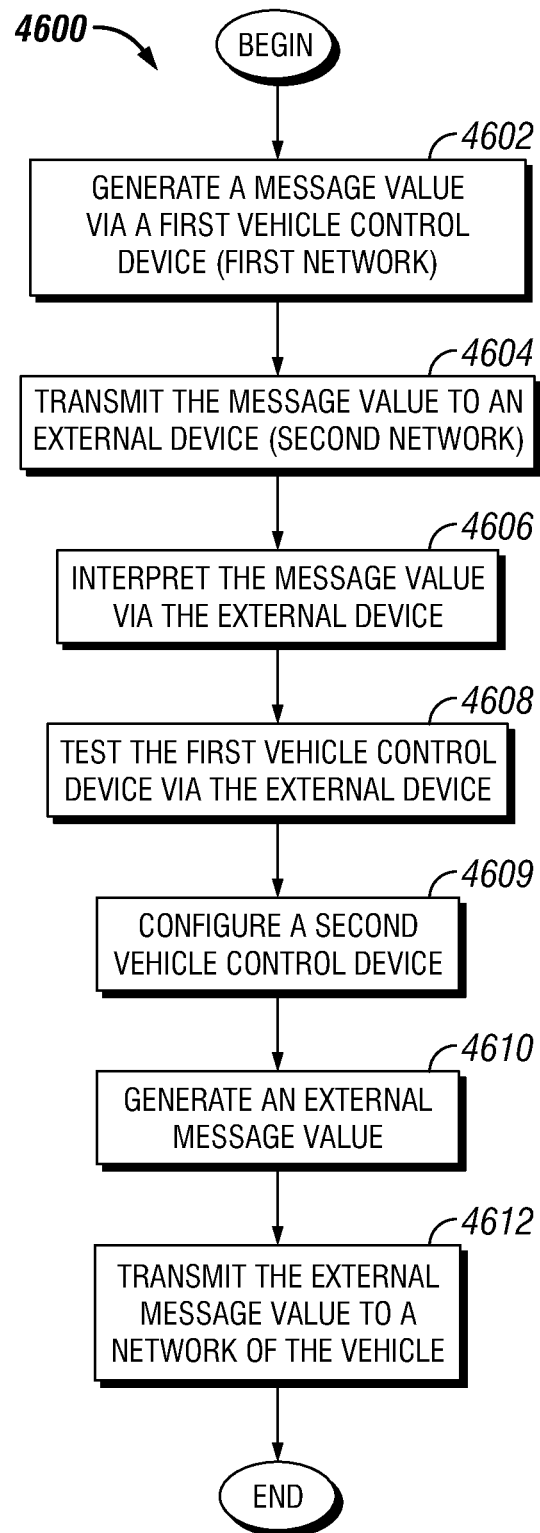 4600
BEGIN
4602
GENERATE A MESSAGE VALUE
VIA A FIRST VEHICLE CONTROL
DEVICE (FIRST NETWORK)
4604
TRANSMIT THE MESSAGE VALUE TO AN
EXTERNAL DEVICE (SECOND NETWORK)
4606
INTERPRET THE MESSAGE VALUE
VIA THE EXTERNAL DEVICE
4608
TEST THE FIRST VEHICLE CONTROL
DEVICE VIA THE EXTERNAL DEVICE
4609
CONFIGURE A SECOND
VEHICLE CONTROL DEVICE
4610
GENERATE AN EXTERNAL
MESSAGE VALUE
4612
TRANSMIT THE EXTERNAL
MESSAGE VALUE TO A
NETWORK OF THE VEHICLE
END